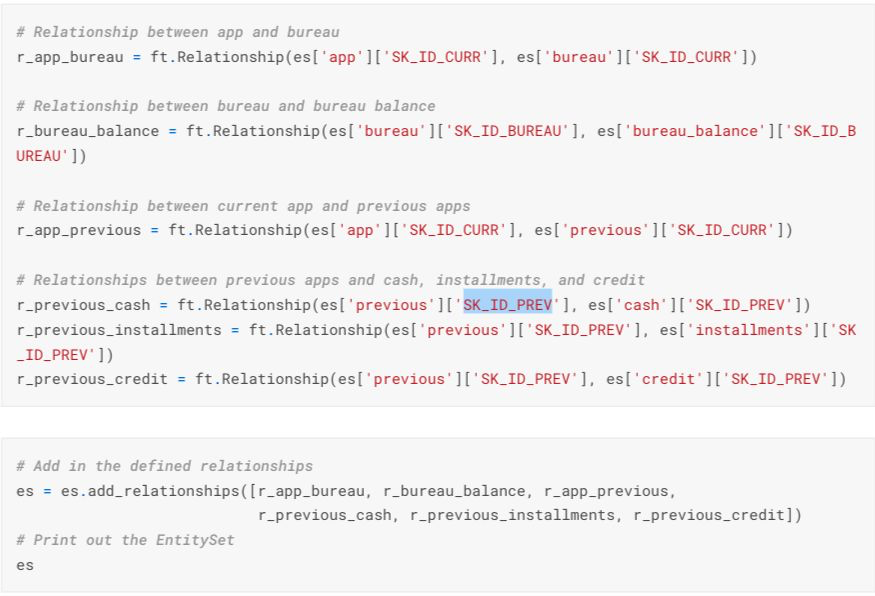 # Relationship between app and bureau
r_app_bureau = ft.Relationship(es['app']['SK_ID_CURR'], es['bureau']['SK_ID_CURR'])
# Relationship between bureau and bureau balance
r_bureau_balance = ft.Relationship(es['bureau']['SK_ID_BUREAU'], es['bureau_balance']['SK_ID_B
UREAU'])
# Relationship between current app and previous apps
r_app_previous = ft.Relationship(es['app']['SK_ID_CURR'], es['previous']['SK_ID_CURR'])
# Relationships between previous apps and cash, installments, and credit
r_previous_cash = ft.Relationship(es['previous']['SK_ID_PREV'], es['cash']['SK_ID_PREV'])
r_previous_installments = ft.Relationship(es['previous']['SK_ID_PREV'], es['installments']['SK
_ID_PREV'])
r_previous_credit = ft.Relationship(es['previous']['SK_ID_PREV'], es['credit']['SK_ID_PREV'])
# Add in the defined relationships
es = es.add_relationships([r_app_bureau, r_bureau_balance, r_app_previous,
r_previous_cash, r_previous_installments, r_previous_credit])
# Print out the EntitySet
es